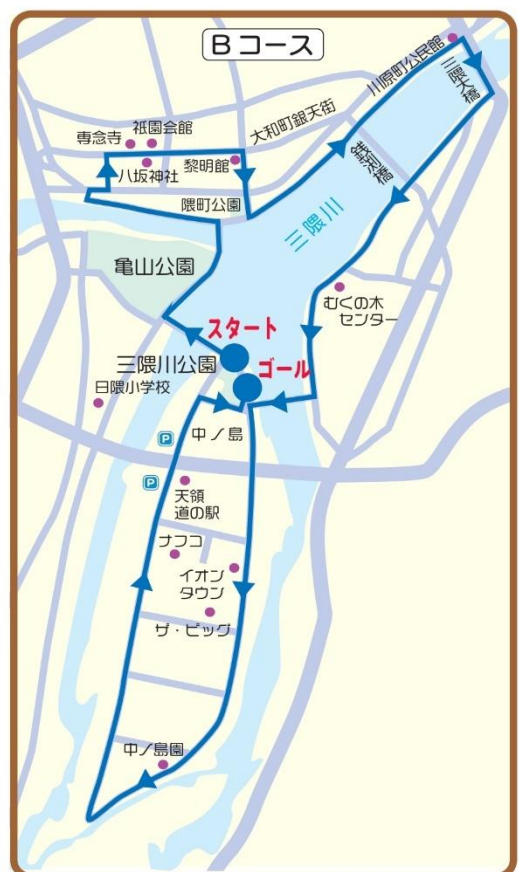 Bコース
川原町公民館
三隈大橋
祇園会館
専念寺
大和町銀天街
八坂神社
黎明館
銭渕橋
隈町公園
三隈川
亀山公園
むくの木
センター
スタート
三隈川公園
ゴール
日隈小学校
中ノ島
P
P
天領
道の駅
ナフコ
イオン
タウン
ザ・ビッグ
中ノ島園